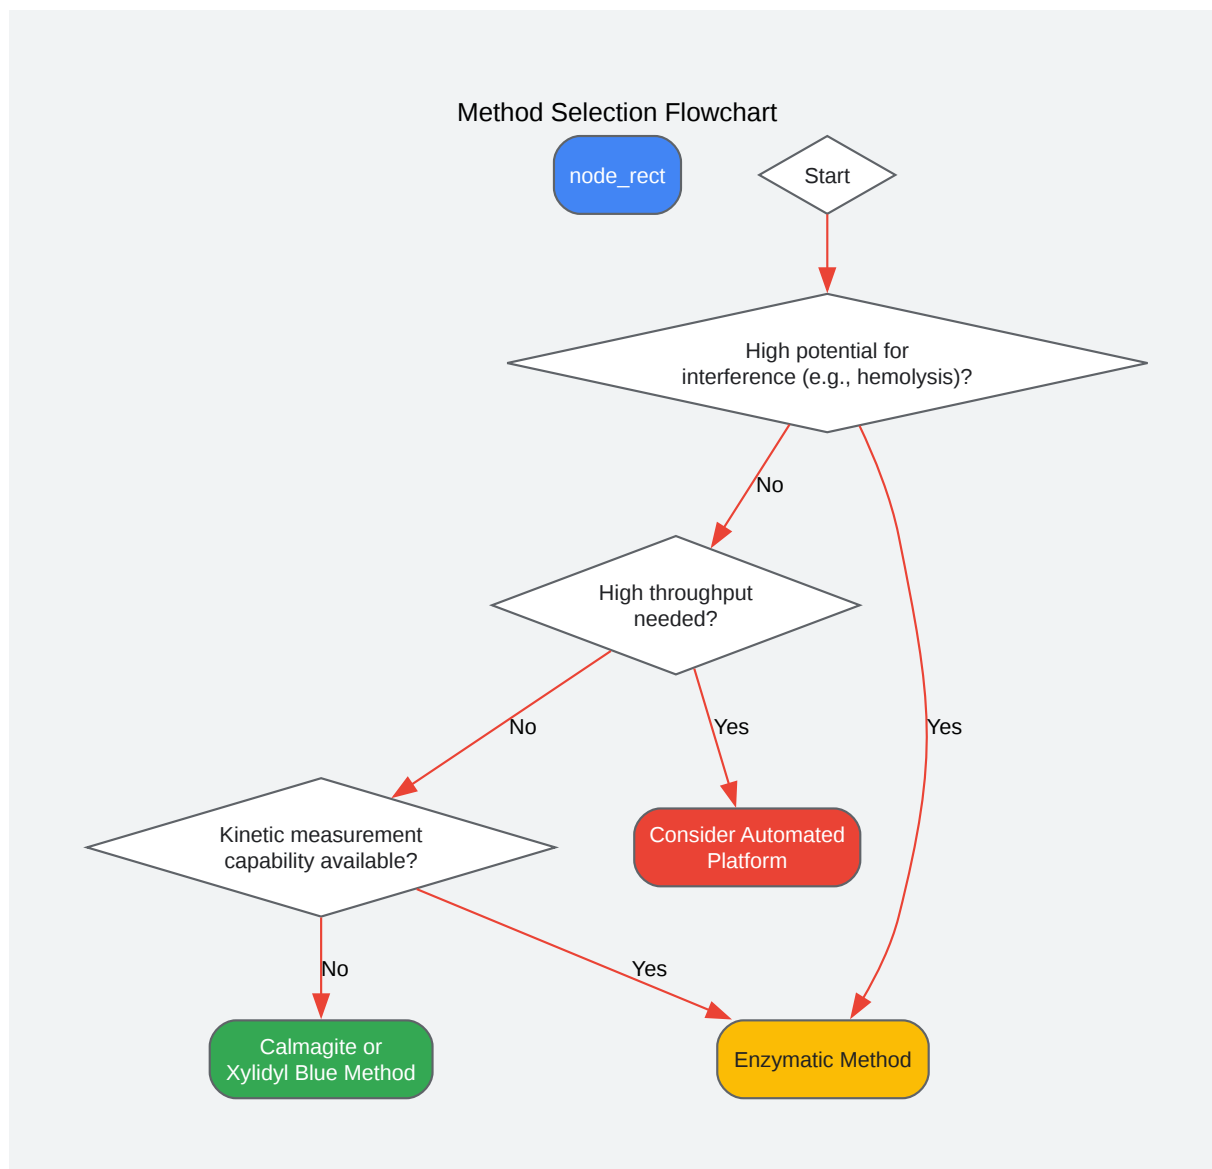 Method Selection Flowchart
node_rect
Start
High potential for
interference (e.g., hemolysis)?
No
High throughput
needed?
No
Yes
Yes
Kinetic measurement
capability available?
Consider Automated
Platform
No
Yes
Calmagite or
Xylidyl Blue Method
Enzymatic Method